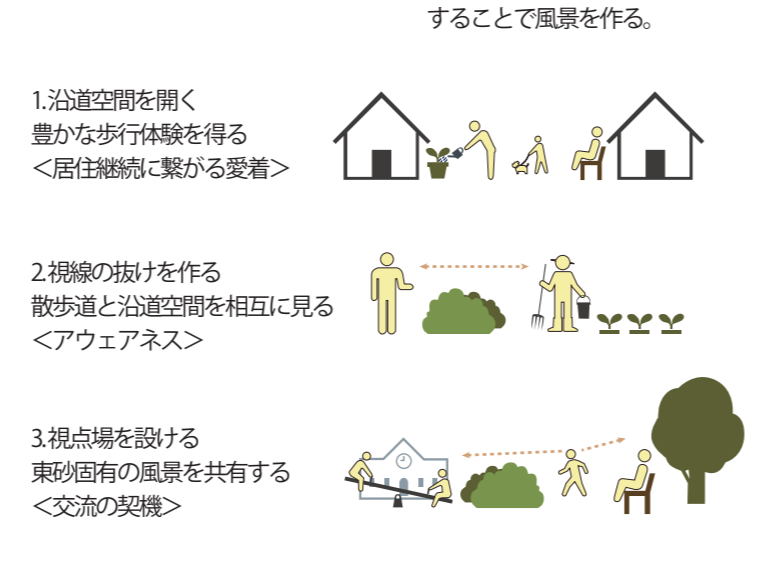 することで風景を作る。
1.沿道空間を開く
豊かな歩行体験を得る
＜居住継続に繋がる愛着＞
2.視線の抜けを作る
散歩道と沿道空間を相互に見る
＜アウェアネス＞
3.視点場を設ける
東砂固有の風景を共有する
＜交流の契機＞